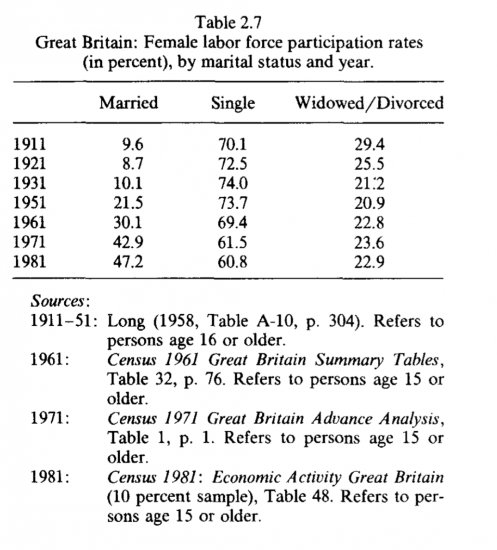 Table 2.7
Great Britain: Female labor force participation rates
(in percent), by marital status and year.
Married Single Widowed/Divorced
1911 9.6 70.1 29.4
1921 8.7 72.5 25.5
1931 10.1 74.0 21.2
1951 21.5 73.7 20.9
1961 30.1 69.4 22.8
1971 42.9 61.5 23.6
1981 47.2 60.8 22.9
Sources:
1911–51: Long (1958, Table A-10, p. 304). Refers to
persons age 16 or older.
1961: Census 1961 Great Britain Summary Tables,
Table 32, p. 76. Refers to persons age 15 or
older.
1971: Census 1971 Great Britain Advance Analysis,
Table 1, p. 1. Refers to persons age 15 or
older.
1981: Census 1981: Economic Activity Great Britain
(10 percent sample), Table 48. Refers to per-
sons age 15 or older.